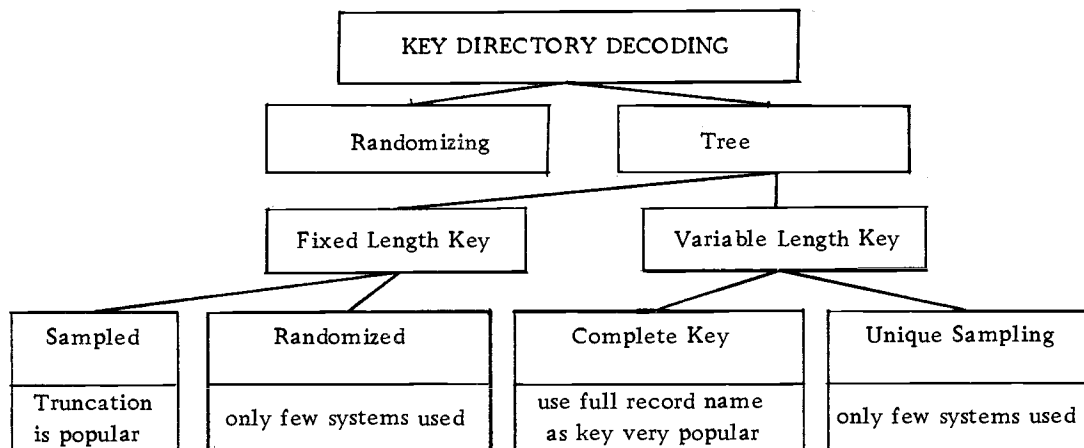 KEY DIRECTORY DECODING
Randomizing
Tree
Fixed Length Key
Variable Length Key
Sampled
Randomized
Complete Key
Unique Sampling
Truncation
is popular
only few systems used
use full record name
as key very popular
only few systems used